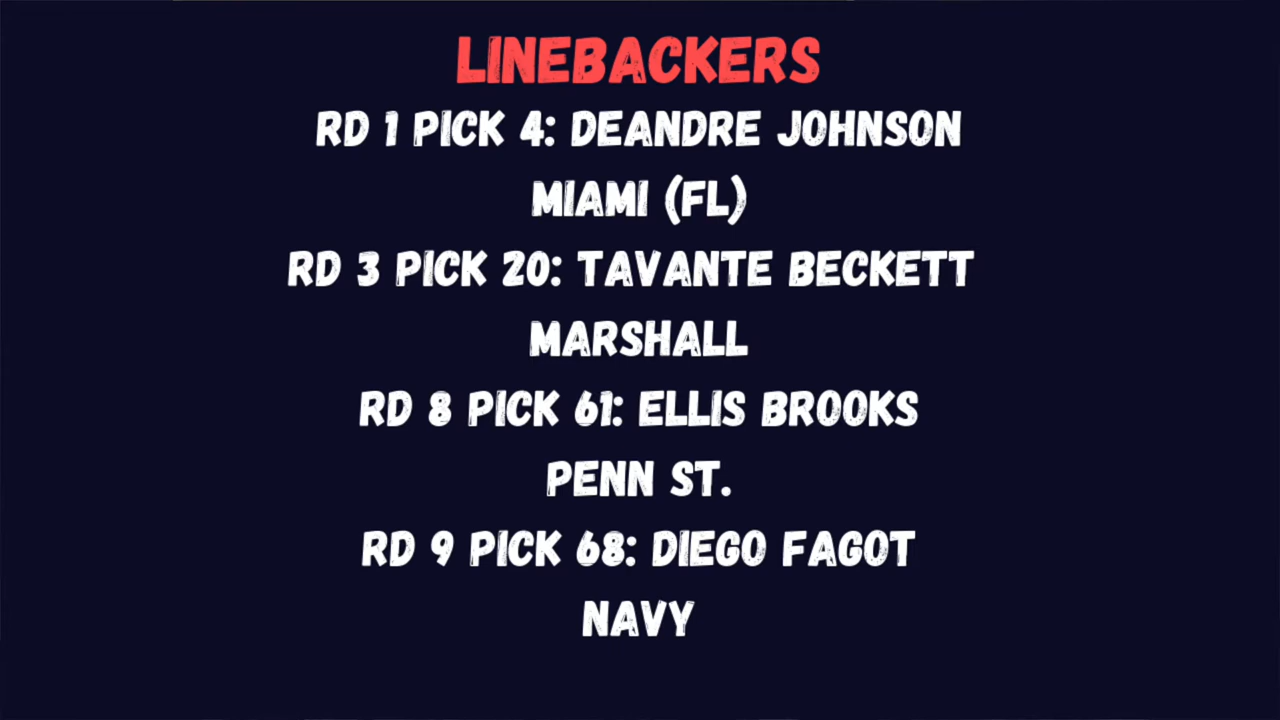 LINEBACKERS
RD 1 PICK 4: DEANDRE JOHNSON
MIAMI (FL)
RD 3 PICK 20: TAVANTE BECKETT
MARSHALL
RD 8 PICK 61: ELLIS BROOKS
PENN ST.
RD 9 PICK 68: DIEGO FAGOT
NAVY